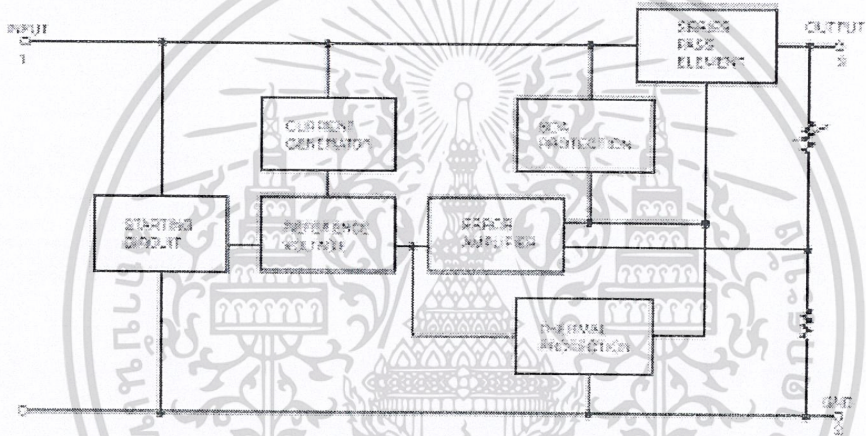 INPUT
1
SERIES
PASS
ELEMENT
OUTPUT
3
CURRENT
GENERATOR
SOA
PROTECTION
STARTING
CIRCUIT
REFERENCE
VOLTAGE
ERROR
AMPLIFIER
THERMAL
PROTECTION
GND
2